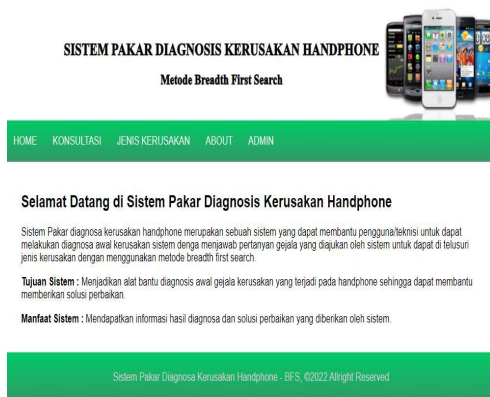 SISTEM PAKAR DIAGNOSIS KERUSAKAN HANDPHONE
Metode Breadth First Search
HOME KONSULTASI JENIS KERUSAKAN ABOUT ADMIN
Selamat Datang di Sistem Pakar Diagnosis Kerusakan Handphone
Sistem Pakar diagnosa kerusakan handphone merupakan sebuah sistem yang dapat membantu pengguna/teknisi untuk dapat
melakukan diagnosa awal kerusakan sistem denga menjawab pertanyan gejala yang diajukan oleh sistem untuk dapat di telusuri
jenis kerusakan dengan menggunakan metode breadth first search.
Tujuan Sistem : Menjadikan alat bantu diagnosis awal gejala kerusakan yang terjadi pada handphone sehingga dapat membantu
memberikan solusi perbaikan.
Manfaat Sistem : Mendapatkan informasi hasil diagnosa dan solusi perbaikan yang diberikan oleh sistem.
Sistem Pakar Diagnosa Kerusakan Handphone - BFS, ©2022 Allright Reserved